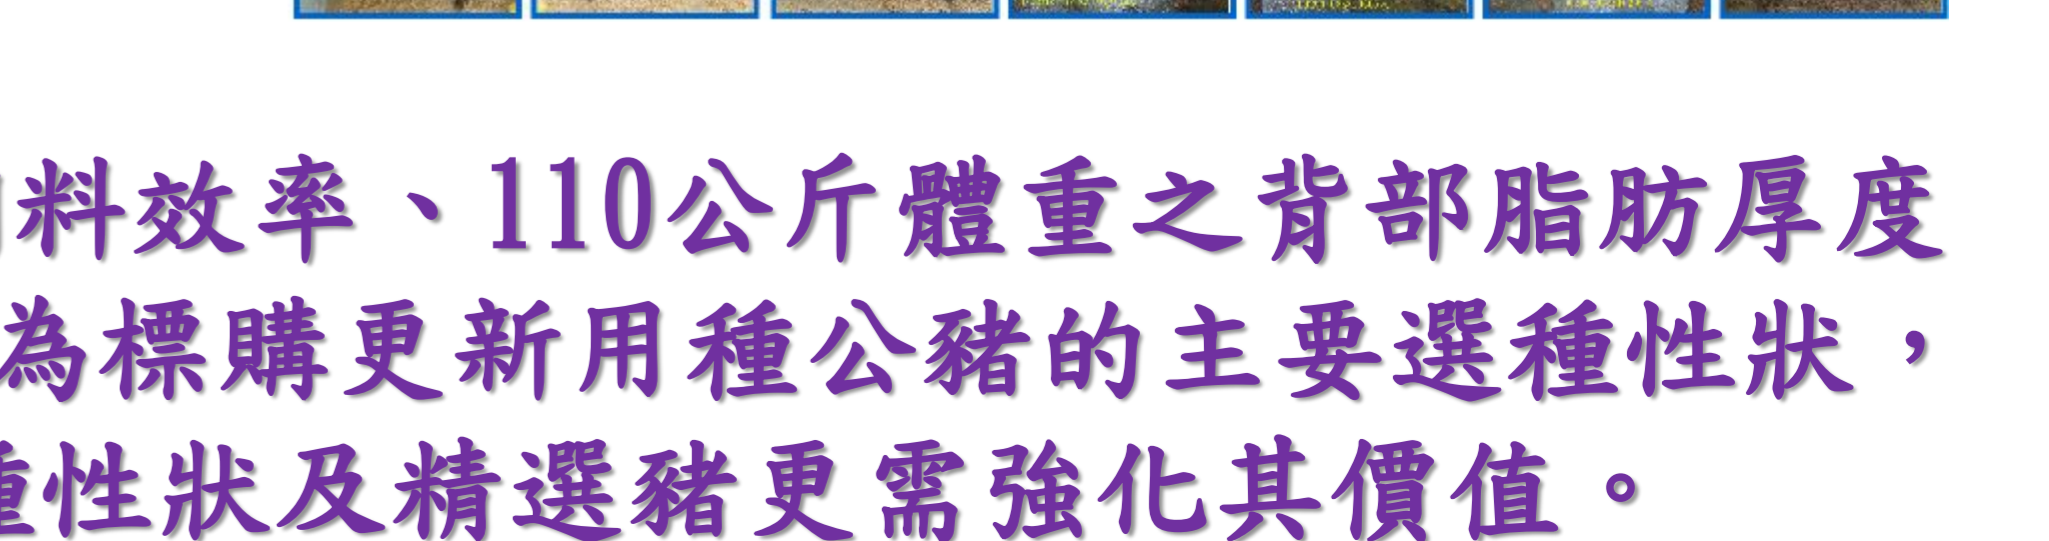 料效率、110公斤體重之背部脂肪厚度
為標購更新用種公豬的主要選種性狀，
種性狀及精選豬更需強化其價值。